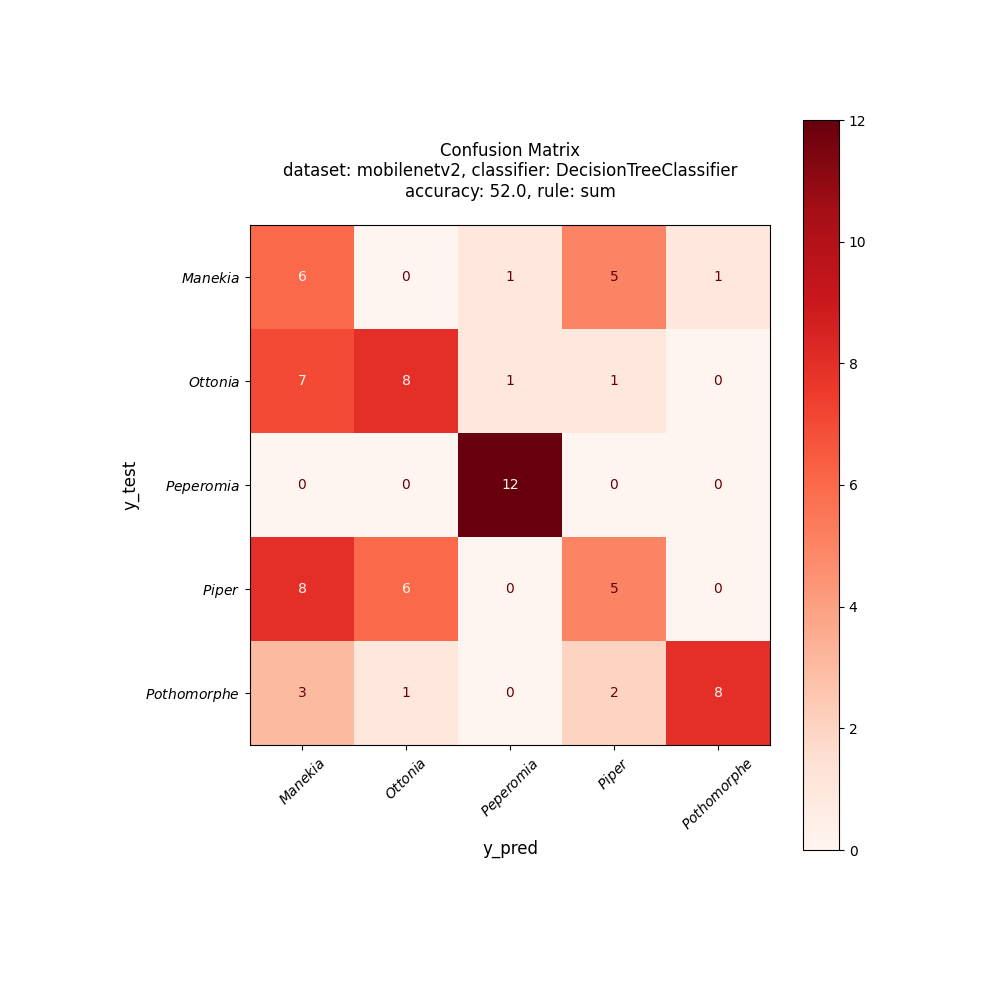 Confusion Matrix
dataset: mobilenetv2, classifier: DecisionTreeClassifier
accuracy: 52.0, rule: sum
Manekia 6 0 1 5 1
Ottonia 7 8 1 1 0
Peperomia 0 0 12 0 0
Piper 8 6 0 5 0
Pothomorphe 3 1 0 2 8
Manekia Ottonia Peperomia Piper Pothomorphe
y_pred
y_test
12
10
8
6
4
2
0